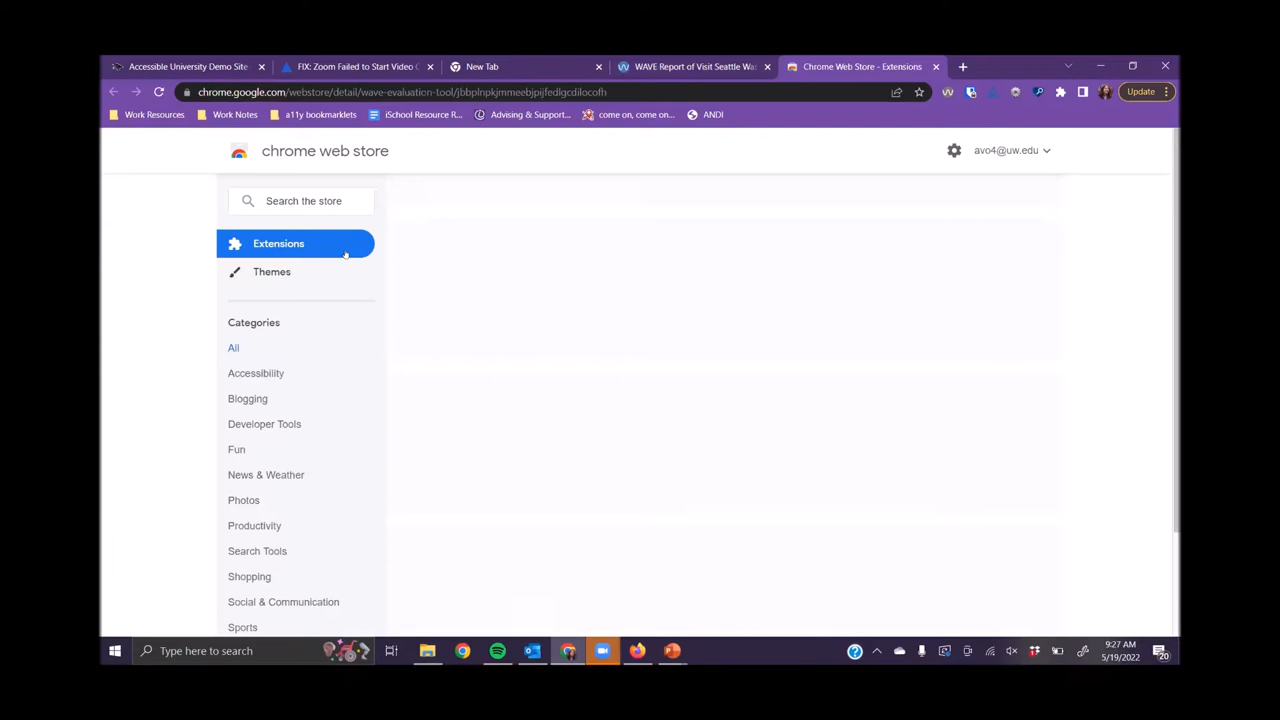 Accessible University Demo Site
FIX: Zoom Failed to Start Video C
New Tab
WAVE Report of Visit Seattle Was
Chrome Web Store - Extensions
chrome.google.com/webstore/detail/wave-evaluation-tool/jbbplnpkjmmeebjpijfedlgcdilocofh
Update
Work Resources
Work Notes
a11y bookmarklets
iSchool Resource R...
Advising & Support...
come on, come on...
ANDI
chrome web store
avo4@uw.edu
Search the store
Extensions
Themes
Categories
All
Accessibility
Blogging
Developer Tools
Fun
News & Weather
Photos
Productivity
Search Tools
Shopping
Social & Communication
Sports
Type here to search
9:27 AM
5/19/2022
20